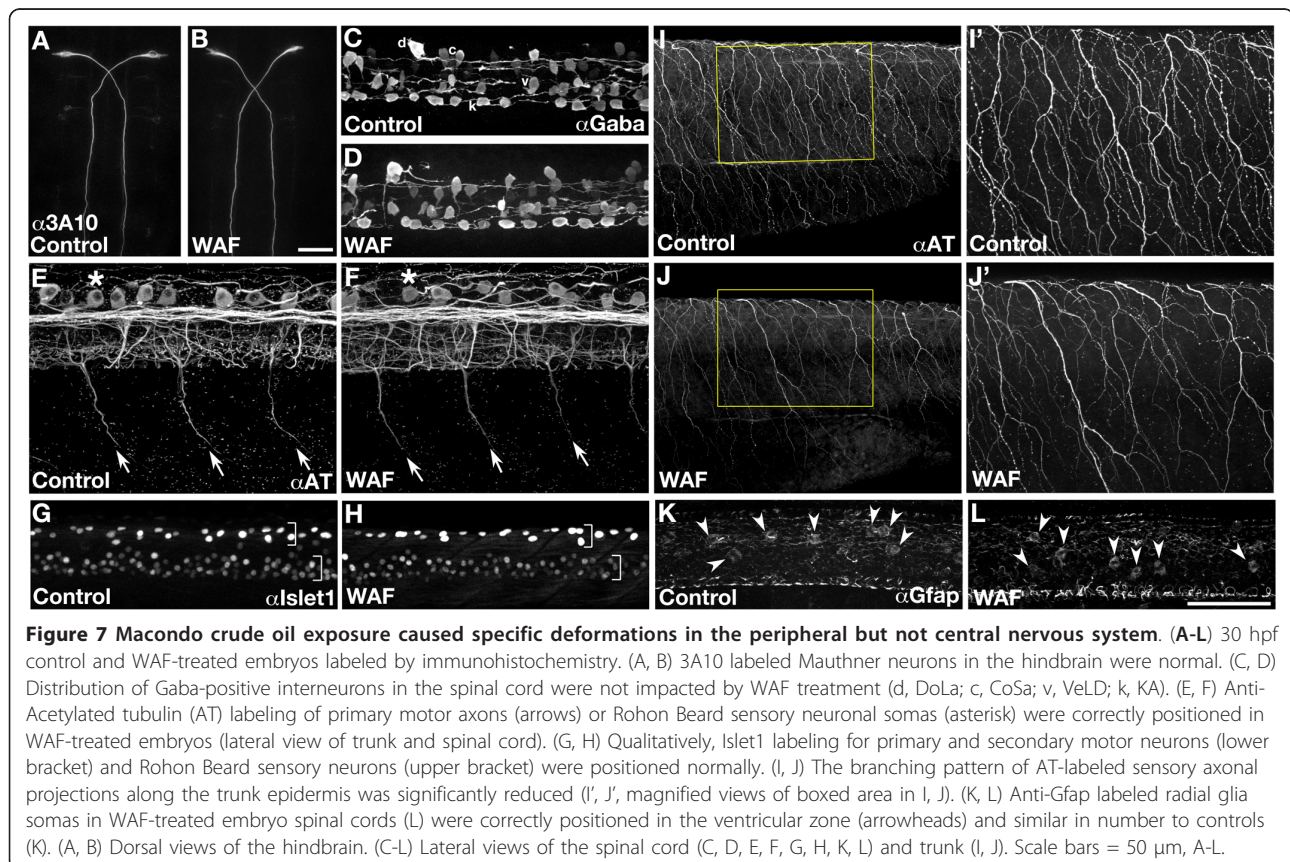 A B C d c I I'
v
k
Control αGaba
D
α3A10
Control WAF WAF Control αAT Control
E * F * J J'
Control αAT WAF WAF WAF
G H K L
Control αIslet1 WAF Control αGfap WAF
Figure 7 Macondo crude oil exposure caused specific deformations in the peripheral but not central nervous system. (A-L) 30 hpf
control and WAF-treated embryos labeled by immunohistochemistry. (A, B) 3A10 labeled Mauthner neurons in the hindbrain were normal. (C, D)
Distribution of Gaba-positive interneurons in the spinal cord were not impacted by WAF treatment (d, DoLa; c, CoSa; v, VeLD; k, KA). (E, F) Anti-
Acetylated tubulin (AT) labeling of primary motor axons (arrows) or Rohon Beard sensory neuronal somas (asterisk) were correctly positioned in
WAF-treated embryos (lateral view of trunk and spinal cord). (G, H) Qualitatively, Islet1 labeling for primary and secondary motor neurons (lower
bracket) and Rohon Beard sensory neurons (upper bracket) were positioned normally. (I, J) The branching pattern of AT-labeled sensory axonal
projections along the trunk epidermis was significantly reduced (I', J', magnified views of boxed area in I, J). (K, L) Anti-Gfap labeled radial glia
somas in WAF-treated embryo spinal cords (L) were correctly positioned in the ventricular zone (arrowheads) and similar in number to controls
(K). (A, B) Dorsal views of the hindbrain. (C-L) Lateral views of the spinal cord (C, D, E, F, G, H, K, L) and trunk (I, J). Scale bars = 50 μm, A-L.